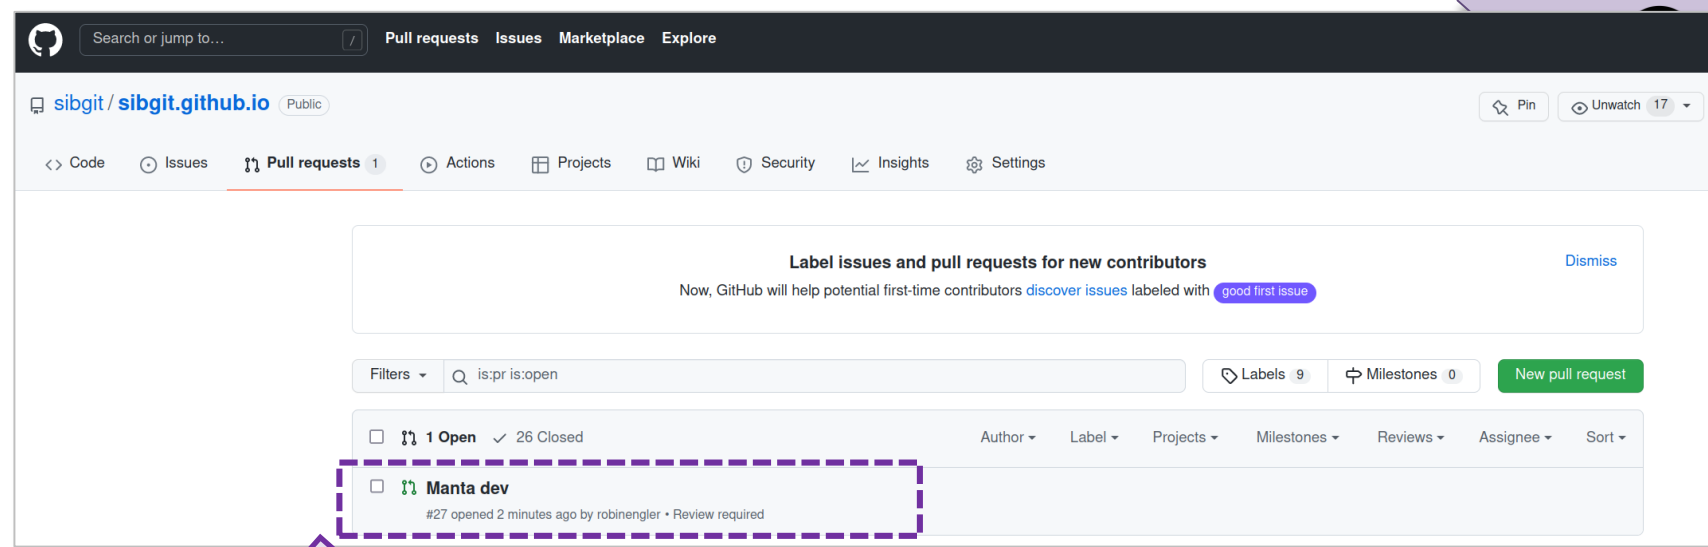 Search or jump to... / Pull requests Issues Marketplace Explore
sibgit / sibgit.github.io Public Pin Unwatch 17
<> Code Issues Pull requests 1 Actions Projects Wiki Security Insights Settings
Label issues and pull requests for new contributors Dismiss
Now, GitHub will help potential first-time contributors discover issues labeled with good first issue
Filters is:pr is:open Labels 9 Milestones 0 New pull request
1 Open 26 Closed Author Label Projects Milestones Reviews Assignee Sort
Manta dev
#27 opened 2 minutes ago by robinengler • Review required